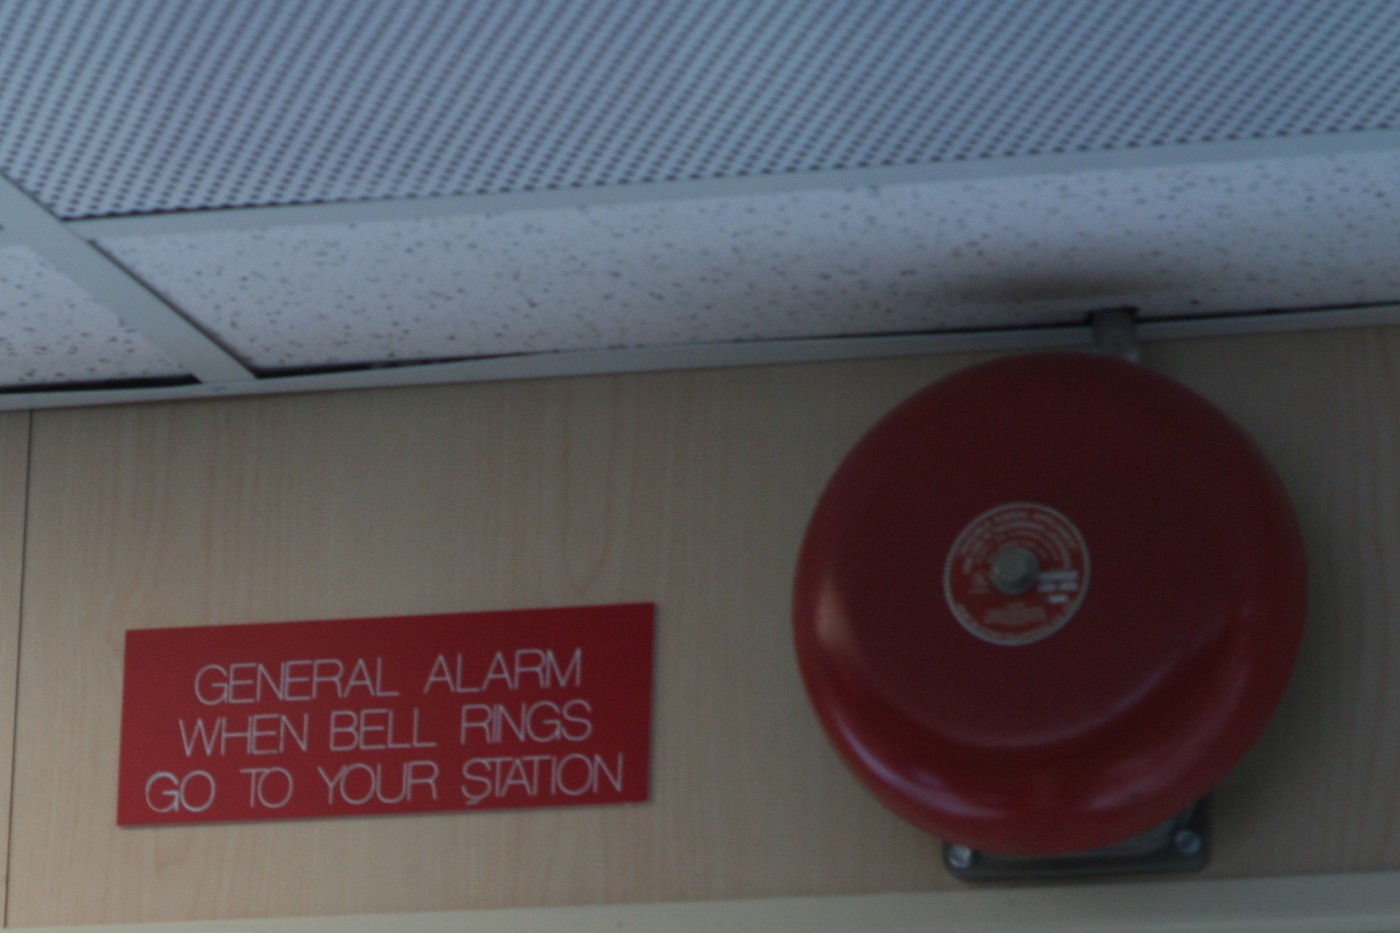 GENERAL ALARM
WHEN BELL RINGS
GO TO YOUR STATION